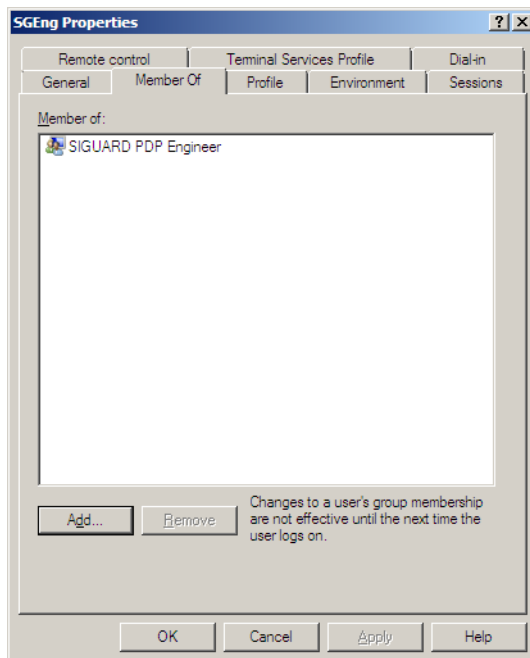 SGEng Properties
? X
Remote control Terminal Services Profile Dial-in
General Member Of Profile Environment Sessions
Member of:
SIGUARD PDP Engineer
Add... Remove
Changes to a user's group membership
are not effective until the next time the
user logs on.
OK Cancel Apply Help